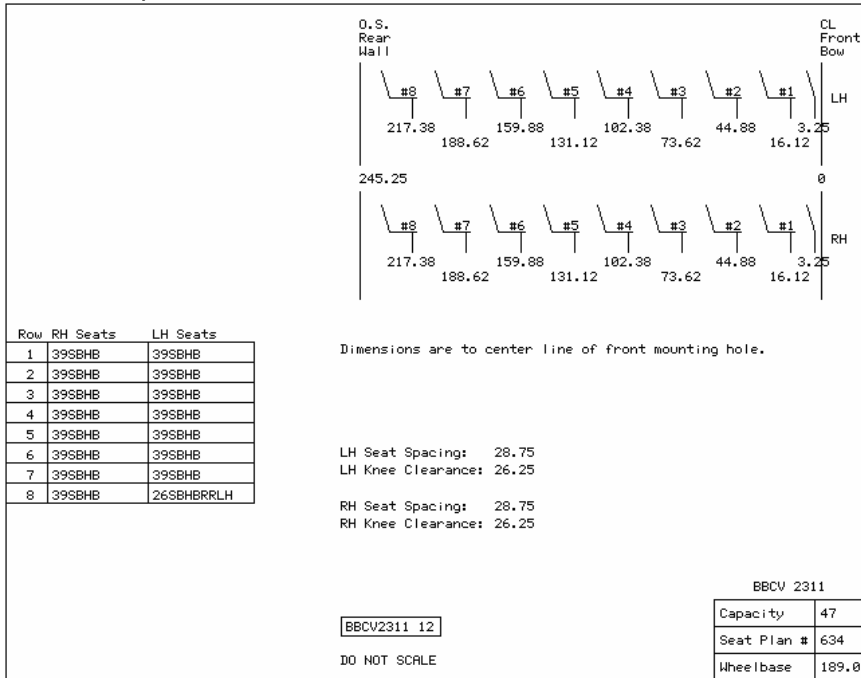 O.S.
Rear
Wall
CL
Front
Bow
#8 #7 #6 #5 #4 #3 #2 #1 LH
217.38 159.88 102.38 44.88 3.25
188.62 131.12 73.62 16.12
245.25 0
#8 #7 #6 #5 #4 #3 #2 #1 RH
217.38 159.88 102.38 44.88 3.25
188.62 131.12 73.62 16.12
Row RH Seats LH Seats
1 39SBHB 39SBHB
2 39SBHB 39SBHB
3 39SBHB 39SBHB
4 39SBHB 39SBHB
5 39SBHB 39SBHB
6 39SBHB 39SBHB
7 39SBHB 39SBHB
8 39SBHB 26SBHBRRLH
Dimensions are to center line of front mounting hole.
LH Seat Spacing: 28.75
LH Knee Clearance: 26.25
RH Seat Spacing: 28.75
RH Knee Clearance: 26.25
BBCV2311 12
DO NOT SCALE
BBCV 2311
Capacity 47
Seat Plan # 634
Wheelbase 189.0